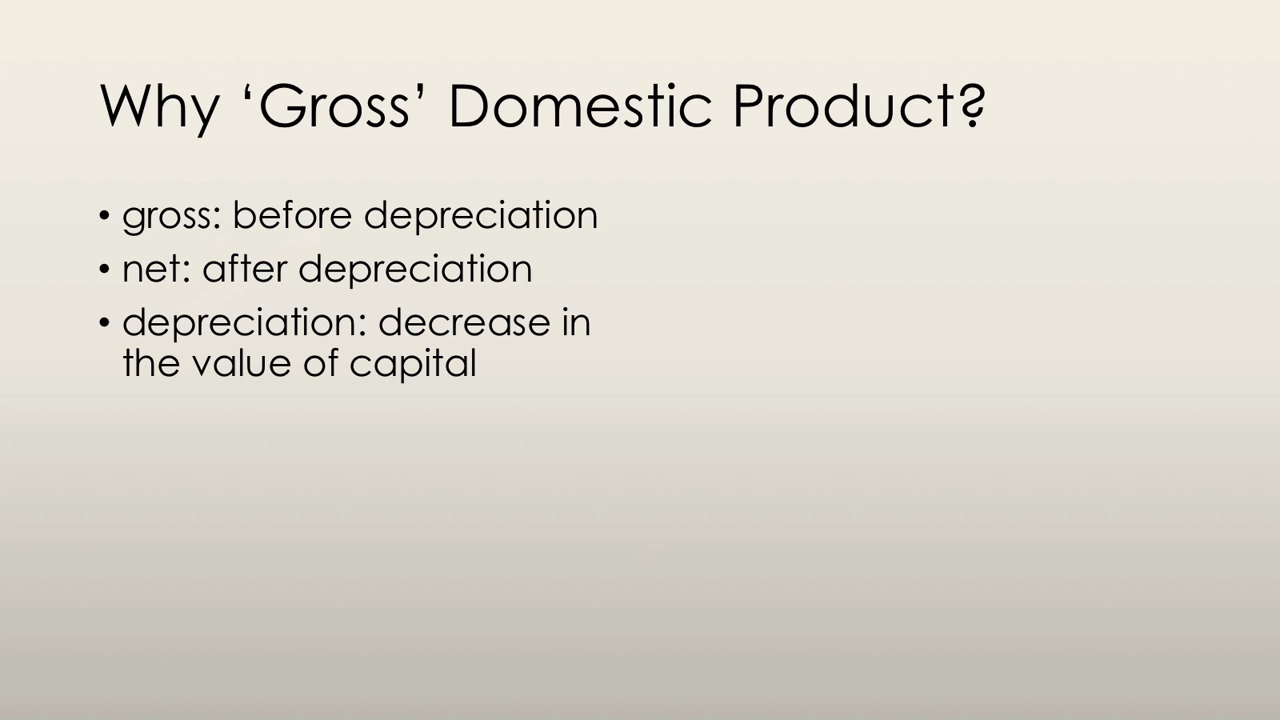 Why ‘Gross’ Domestic Product?
• gross: before depreciation
• net: after depreciation
• depreciation: decrease in
the value of capital